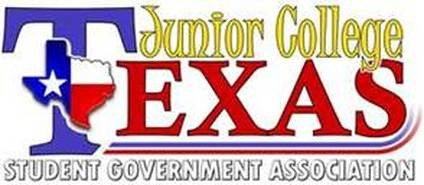 Junior College
TEXAS
STUDENT GOVERNMENT ASSOCIATION